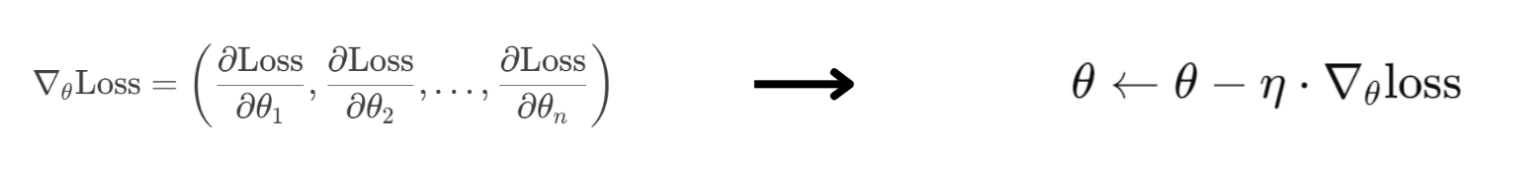 ∇θLoss = (∂Loss/∂θ₁, ∂Loss/∂θ₂, …, ∂Loss/∂θₙ) → θ ← θ − η · ∇θloss